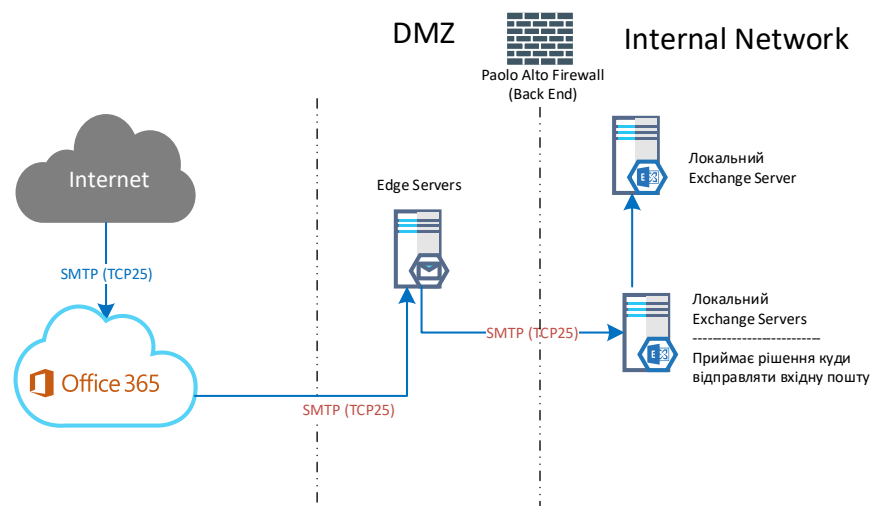 DMZ
Internal Network
Paolo Alto Firewall
(Back End)
Internet
Edge Servers
Локальний
Exchange Server
SMTP (TCP25)
Локальний
Exchange Servers
--------------------------
Приймає рішення куди
відправляти вхідну пошту
SMTP (TCP25)
Office 365
SMTP (TCP25)